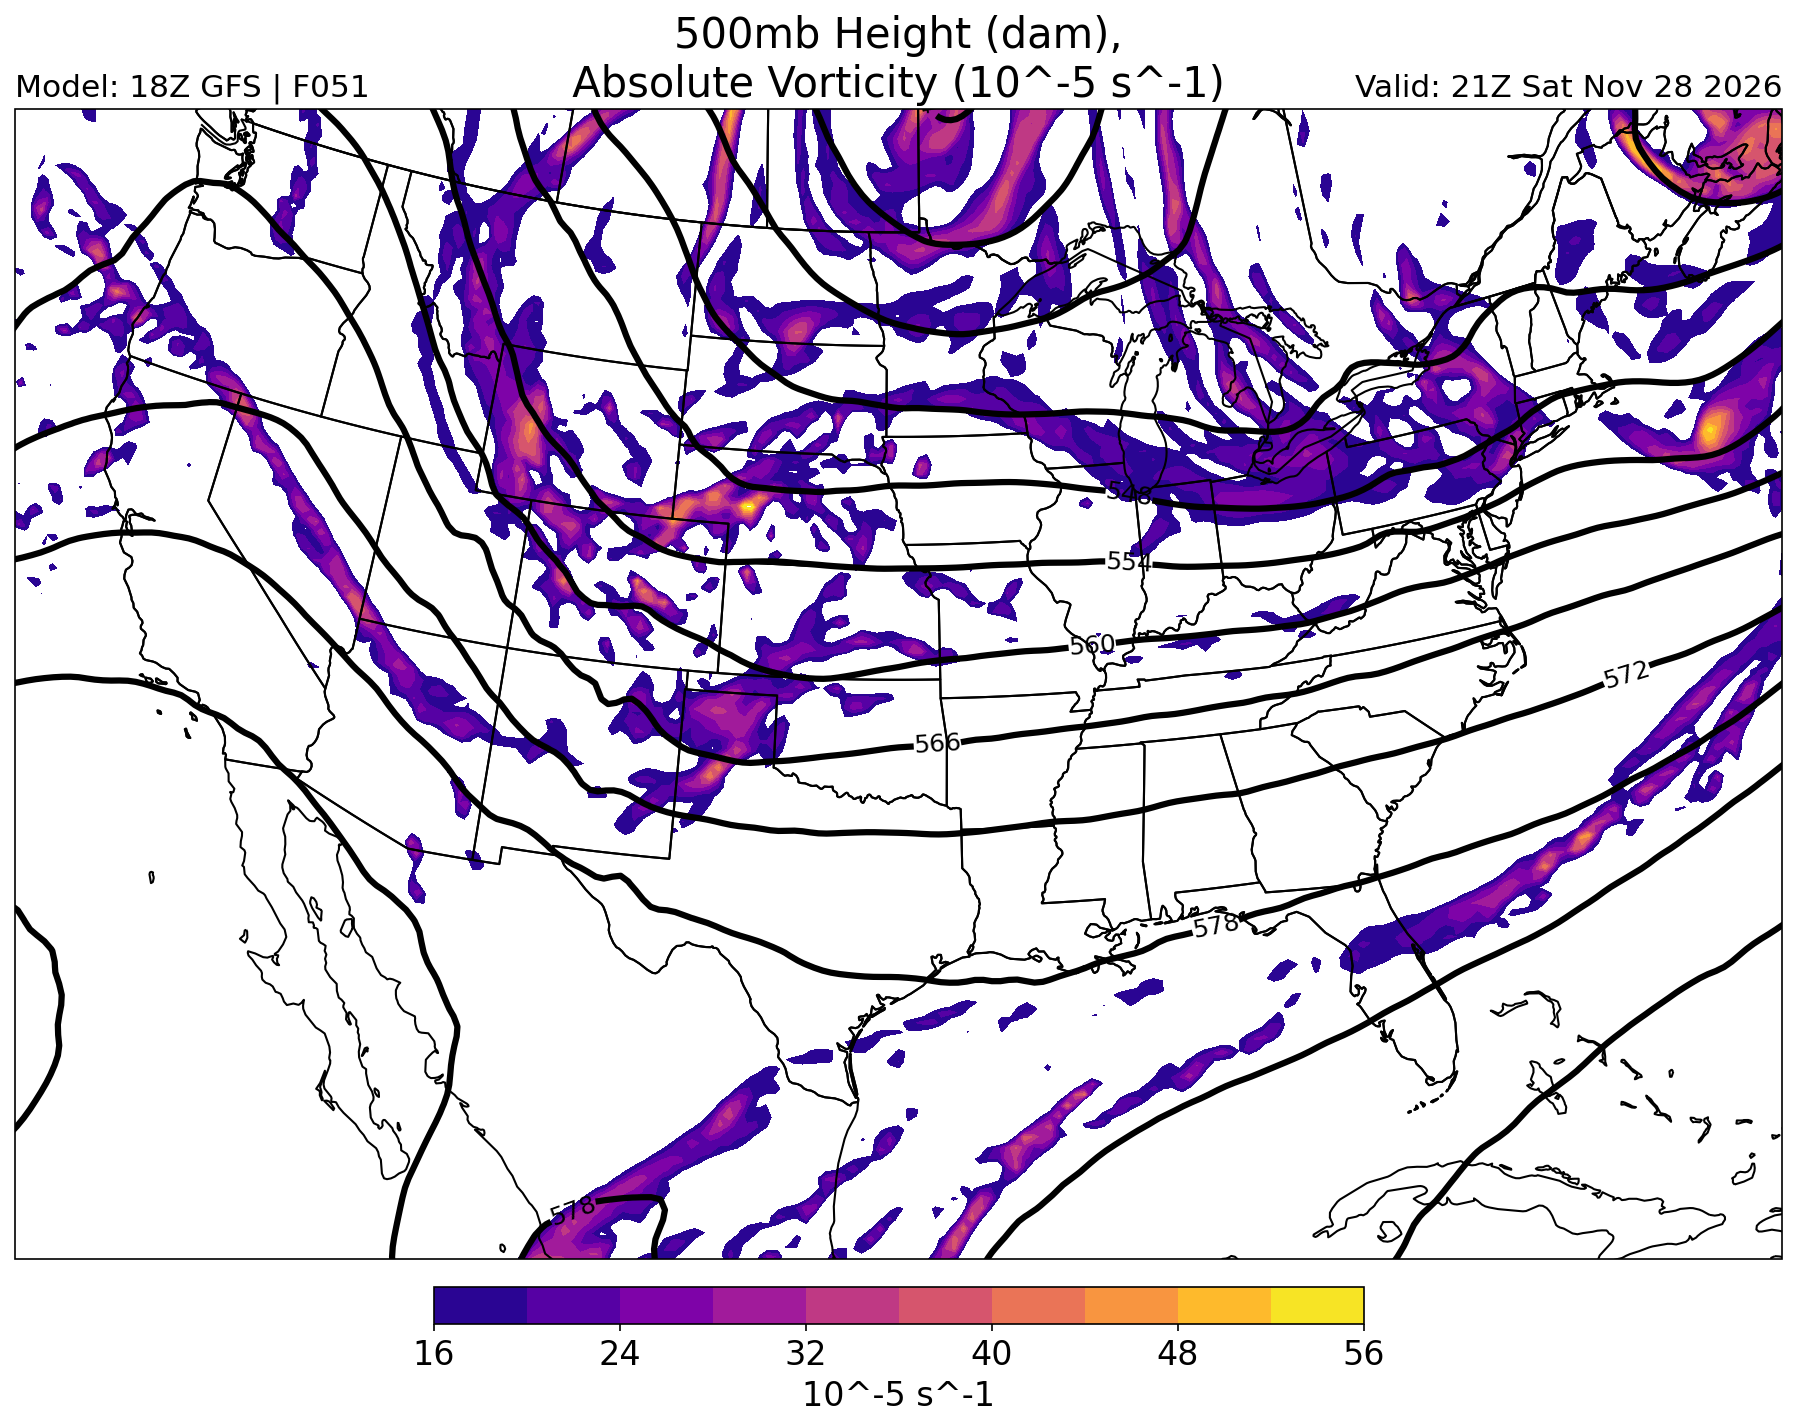 500mb Height (dam),
Absolute Vorticity (10^-5 s^-1)
Model: 18Z GFS | F051
Valid: 21Z Sat Nov 28 2026
548
554
560
566
572
578
578
16 24 32 40 48 56
10^-5 s^-1